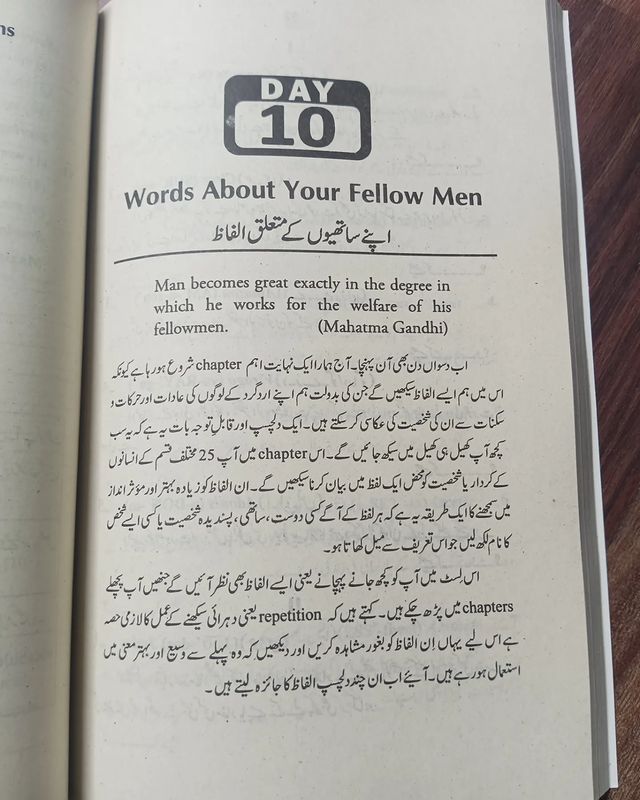 ns
DAY
10
Words About Your Fellow Men
اپنے ساتھیوں کے متعلق الفاظ
Man becomes great exactly in the degree in
which he works for the welfare of his
fellowmen. (Mahatma Gandhi)
اب دسواں دن بھی آن پہنچا۔ آج ہمارا ایک نہایت اہم chapter شروع ہو رہا ہے کیونکہ
اس میں ہم ایسے الفاظ سیکھیں گے جن کی بدولت ہم اپنے اردگرد کے لوگوں کی عادات اور حرکات و
سکنات سے ان کی شخصیت کی عکاسی کر سکتے ہیں۔ ایک دلچسپ اور قابلِ توجہ بات یہ ہے کہ یہ سب
کچھ آپ کھیل ہی کھیل میں سیکھ جائیں گے۔ اس chapter میں آپ 25 مختلف قسم کے انسانوں
کے کردار یا شخصیت کو محض ایک لفظ میں بیان کرنا سیکھیں گے۔ ان الفاظ کو زیادہ بہتر اور مؤثر انداز
میں سمجھنے کا ایک طریقہ یہ ہے کہ ہر لفظ کے آگے کسی دوست، ساتھی، پسندیدہ شخصیت یا کسی ایسے شخص
کا نام لکھ لیں جو اس تعریف سے میل کھاتا ہو۔
اس لسٹ میں آپ کو کچھ جانے پہچانے یعنی ایسے الفاظ بھی نظر آئیں گے جنھیں آپ پچھلے
chapters میں پڑھ چکے ہیں۔ کہتے ہیں کہ repetition یعنی دہرائی سیکھنے کے عمل کا لازمی حصہ
ہے اس لیے یہاں اِن الفاظ کو بغور مشاہدہ کریں اور دیکھیں کہ وہ پہلے سے وسیع اور بہتر معنی میں
استعمال ہو رہے ہیں۔ آئیے اب ان چند دلچسپ الفاظ کا جائزہ لیتے ہیں۔